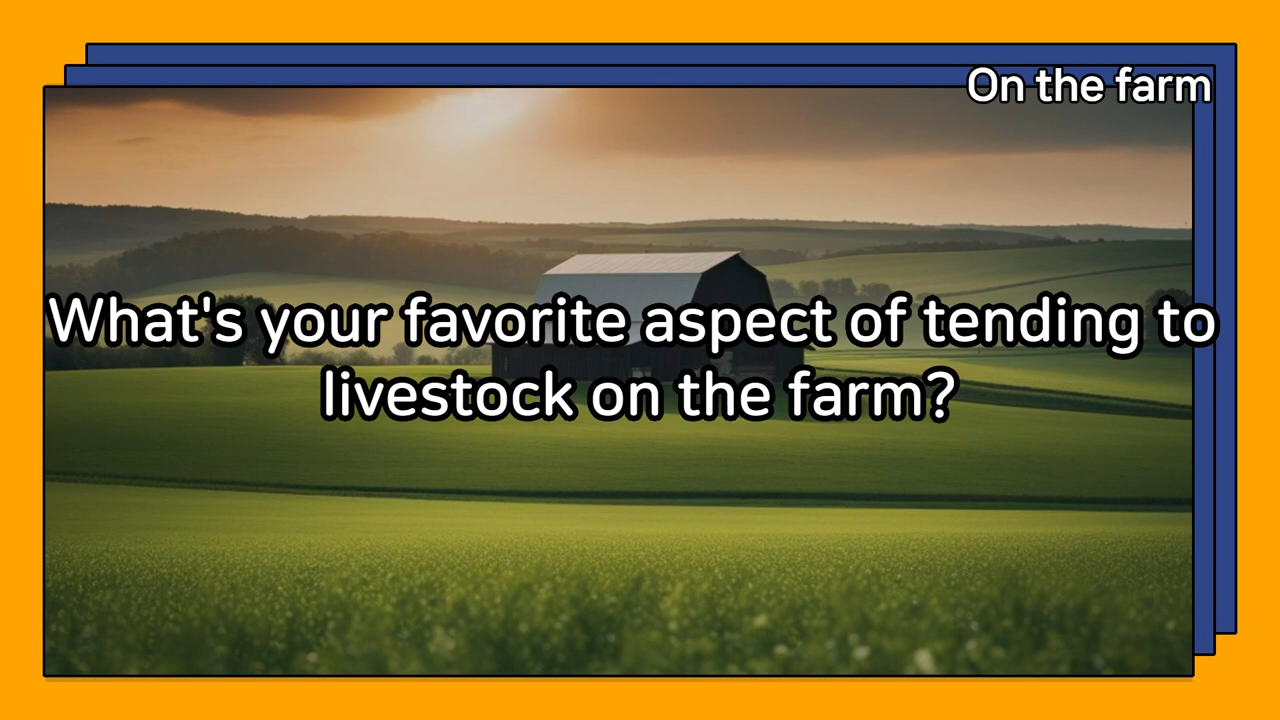 On the farm
What's your favorite aspect of tending to
livestock on the farm?